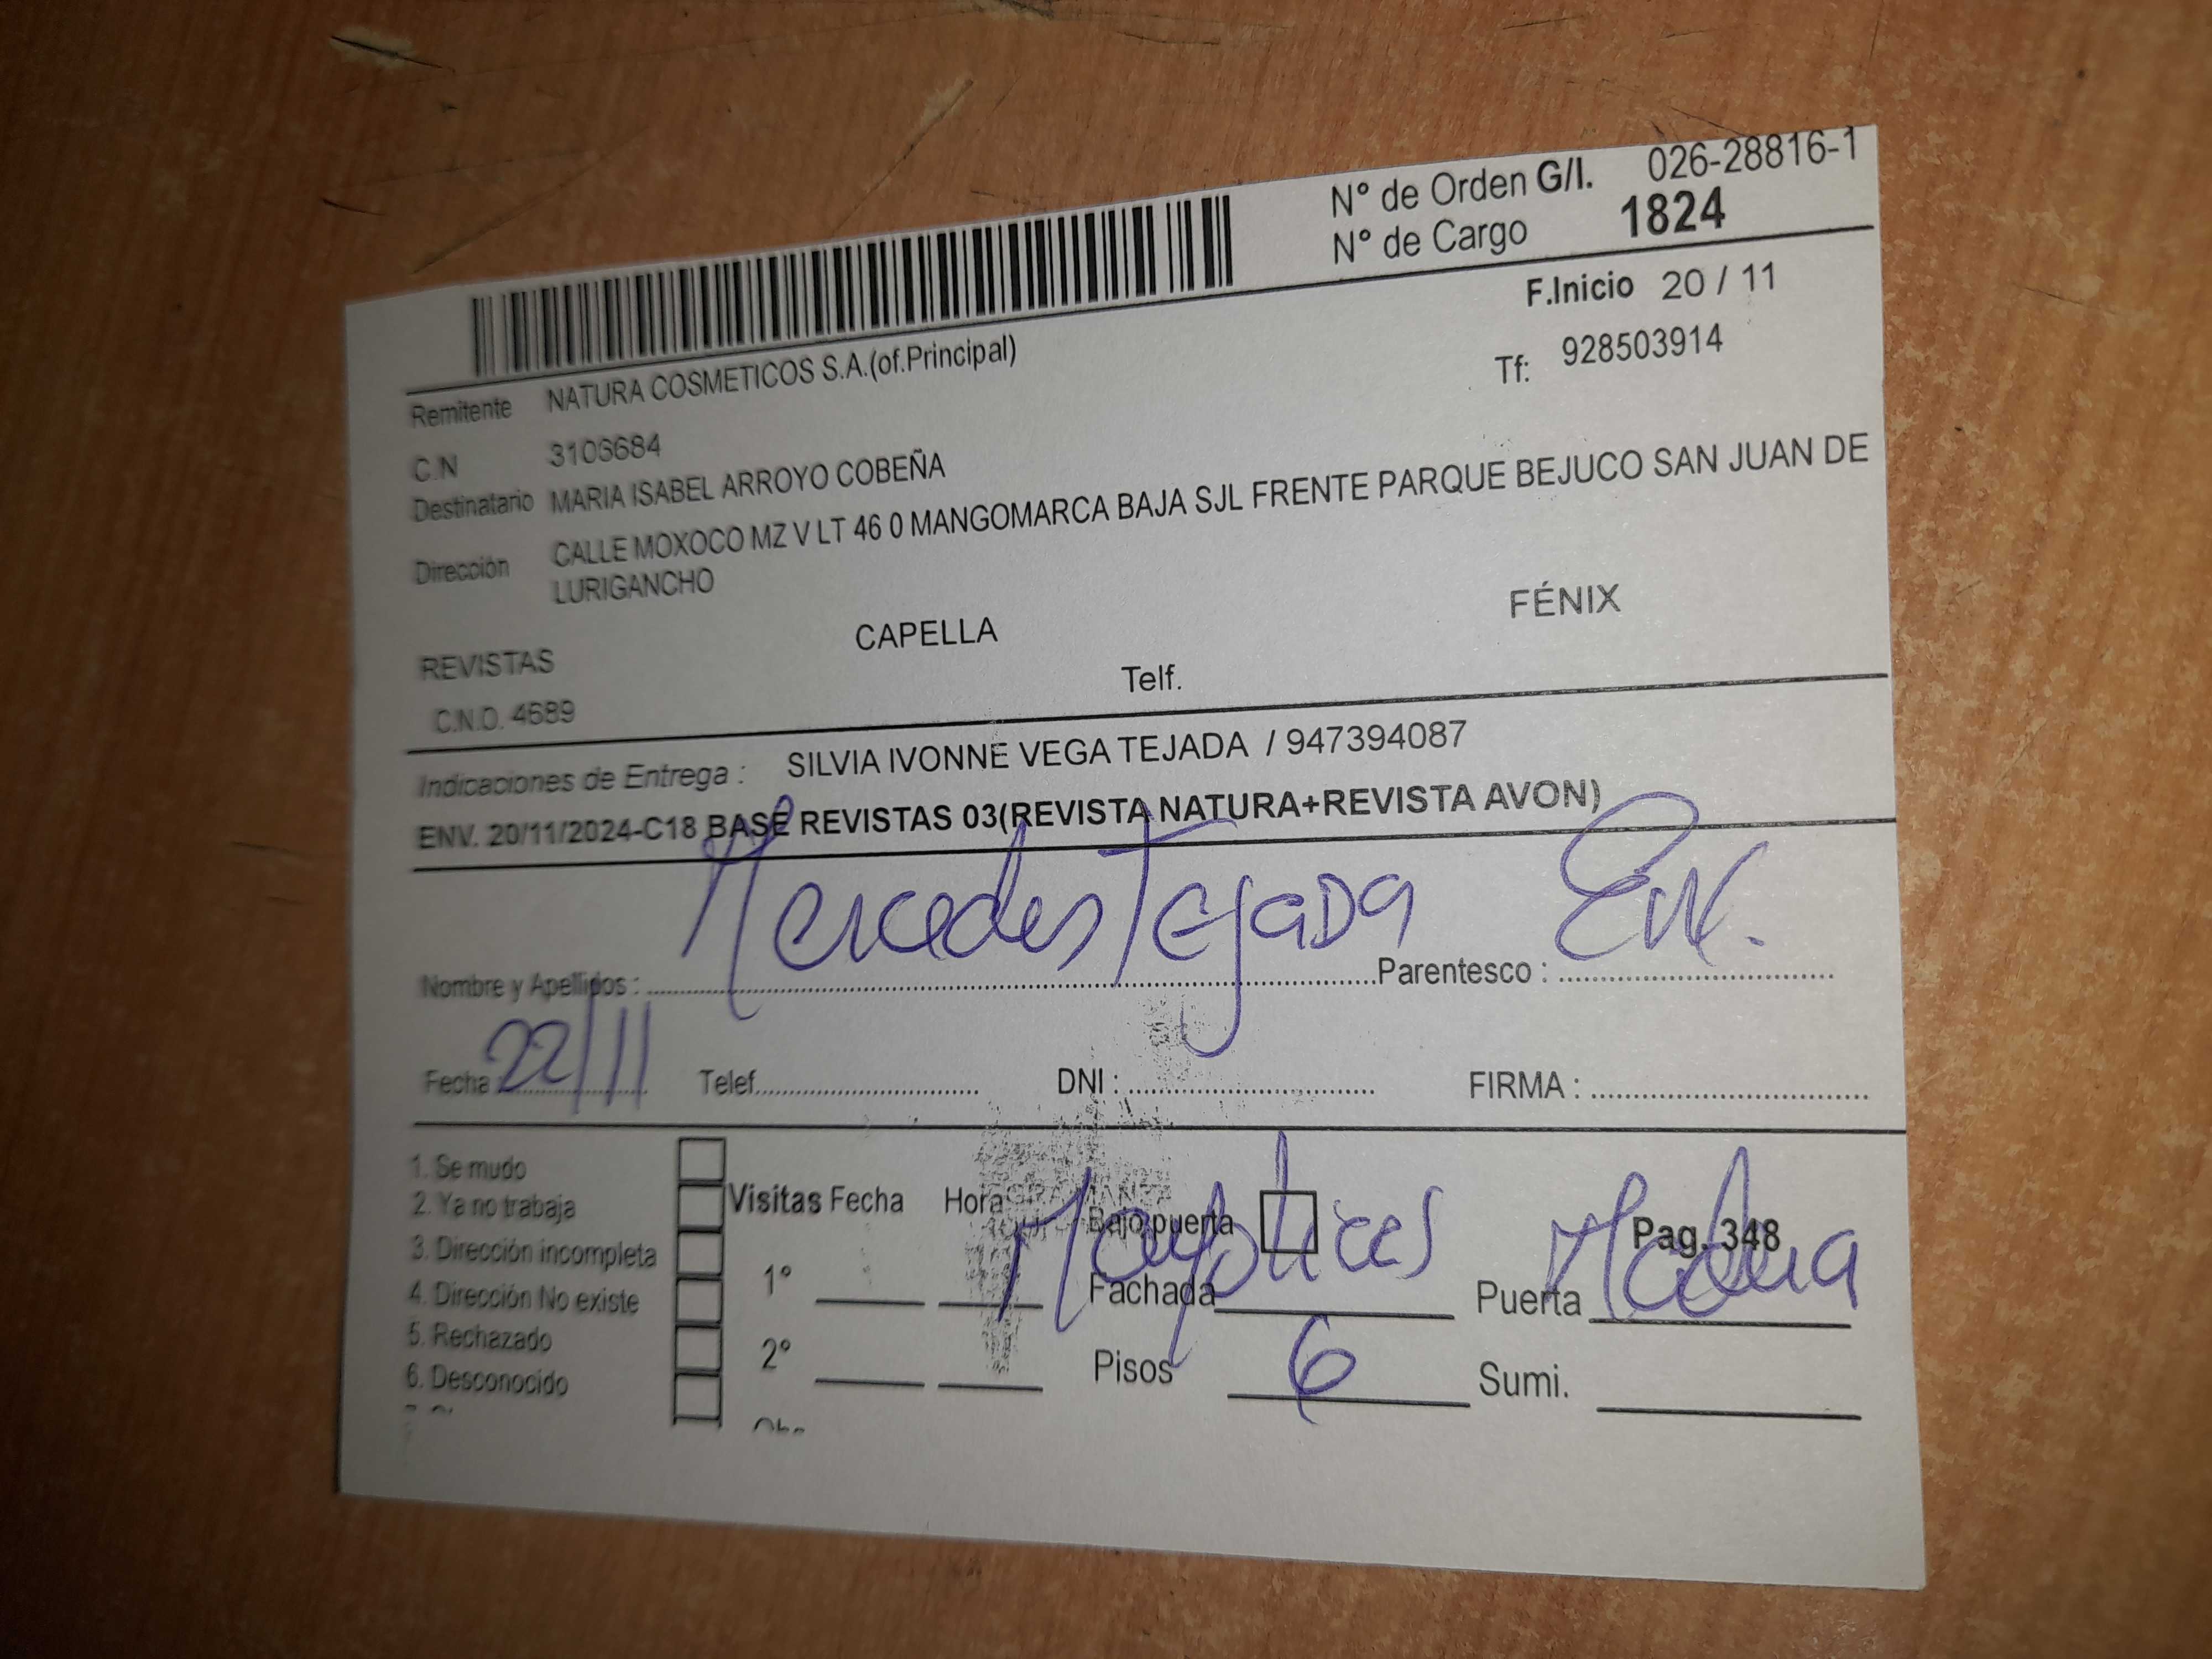 N° de Orden G/I. 026-28816-1
N° de Cargo 1824
F.Inicio 20 / 11
Remitente NATURA COSMETICOS S.A.(of.Principal)
Tf: 928503914
C.N 3106684
Destinatario MARIA ISABEL ARROYO COBEÑA
Dirección CALLE MOXOCO MZ V LT 46 0 MANGOMARCA BAJA SJL FRENTE PARQUE BEJUCO SAN JUAN DE
LURIGANCHO
REVISTAS CAPELLA FÉNIX
C.N.O. 4689 Telf.
Indicaciones de Entrega : SILVIA IVONNE VEGA TEJADA / 947394087
ENV. 20/11/2024-C18 BASE REVISTAS 03(REVISTA NATURA+REVISTA AVON)
Nombre y Apellidos : Mercedes Tejada Parentesco :
Fecha : 22/11 Telef. DNI : FIRMA :
1. Se mudo
2. Ya no trabaja
3. Dirección incompleta
4. Dirección No existe
5. Rechazado
6. Desconocido
Visitas Fecha Hora
1°
2°
Bajo puerta Pag. 348
Fachada Mayolicas Puerta Madera
Pisos 6 Sumi.